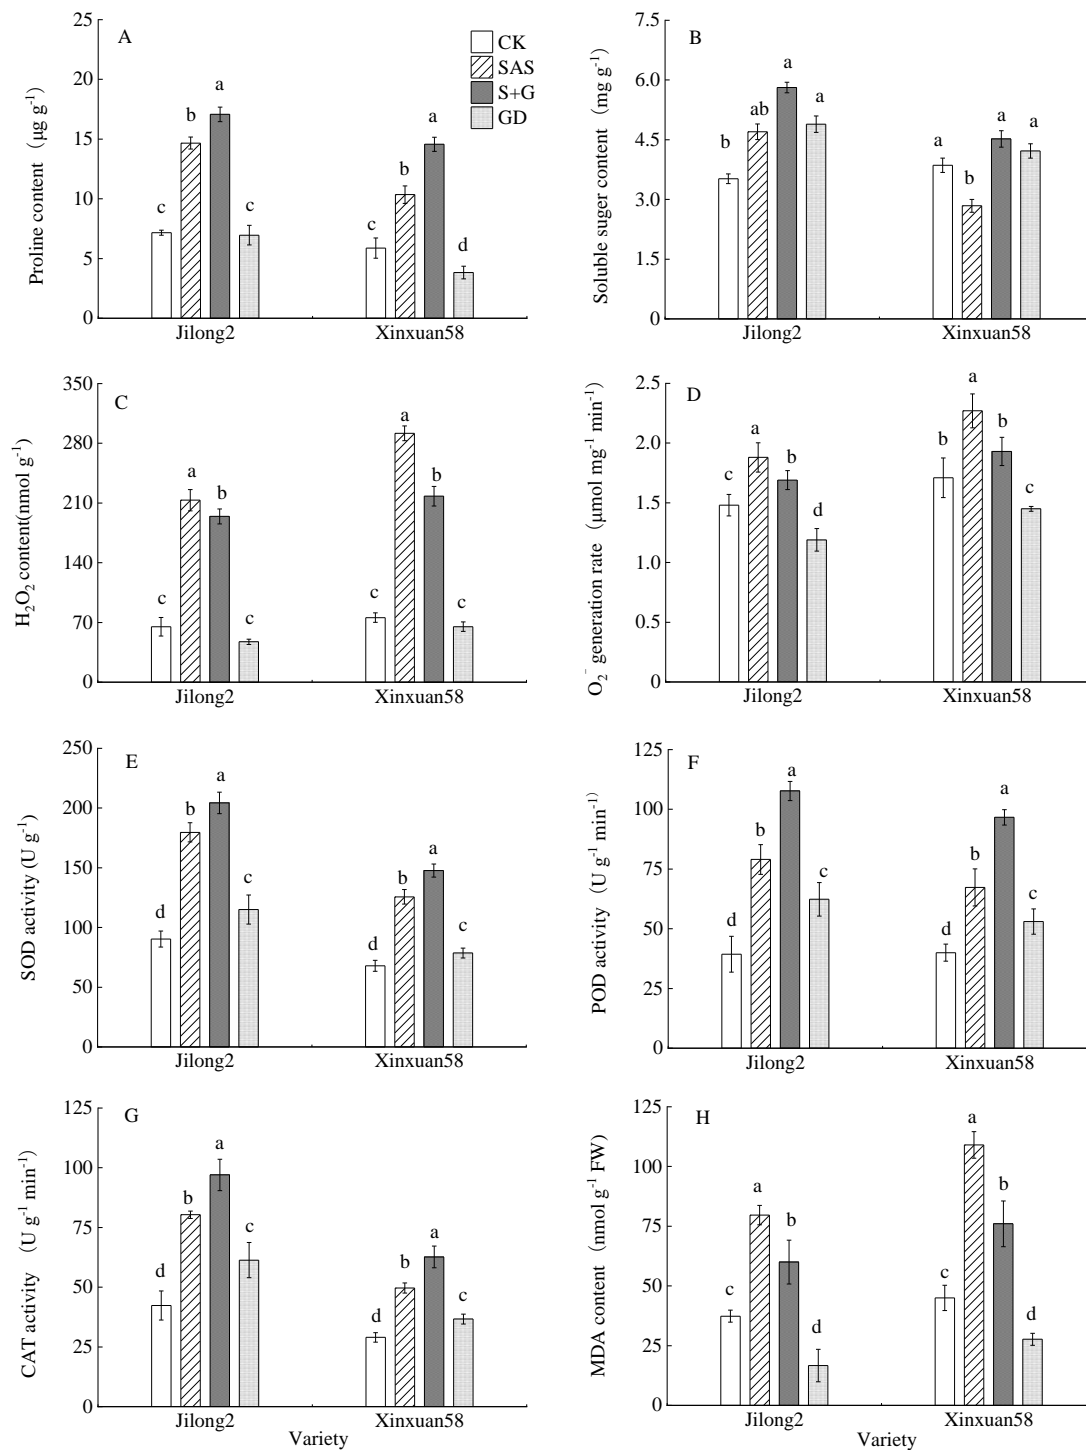 A
CK
SAS
S+G
GD
Proline content (μg g⁻¹)
25
20
15
10
5
0
c
b
a
c
c
b
a
d
Jilong2
Xinxuan58
B
Soluble suger content (mg g⁻¹)
7.5
6.0
4.5
3.0
1.5
0
b
ab
a
a
a
b
a
a
Jilong2
Xinxuan58
C
H₂O₂ content(nmol g⁻¹)
350
280
210
140
70
0
c
a
b
c
c
a
b
c
Jilong2
Xinxuan58
D
O₂⁻ generation rate (μmol mg⁻¹ min⁻¹)
2.5
2.0
1.5
1.0
0.5
0.0
c
a
b
d
b
a
b
c
Jilong2
Xinxuan58
E
SOD activity (U g⁻¹)
250
200
150
100
50
0
d
b
a
c
d
b
a
c
Jilong2
Xinxuan58
F
POD activity (U g⁻¹ min⁻¹)
125
100
75
50
25
0
d
b
a
c
d
b
a
c
Jilong2
Xinxuan58
G
CAT activity (U g⁻¹ min⁻¹)
125
100
75
50
25
0
d
b
a
c
d
b
a
c
Jilong2
Xinxuan58
Variety
H
MDA content (nmol g⁻¹ FW)
125
100
75
50
25
0
c
a
b
d
c
a
b
d
Jilong2
Xinxuan58
Variety